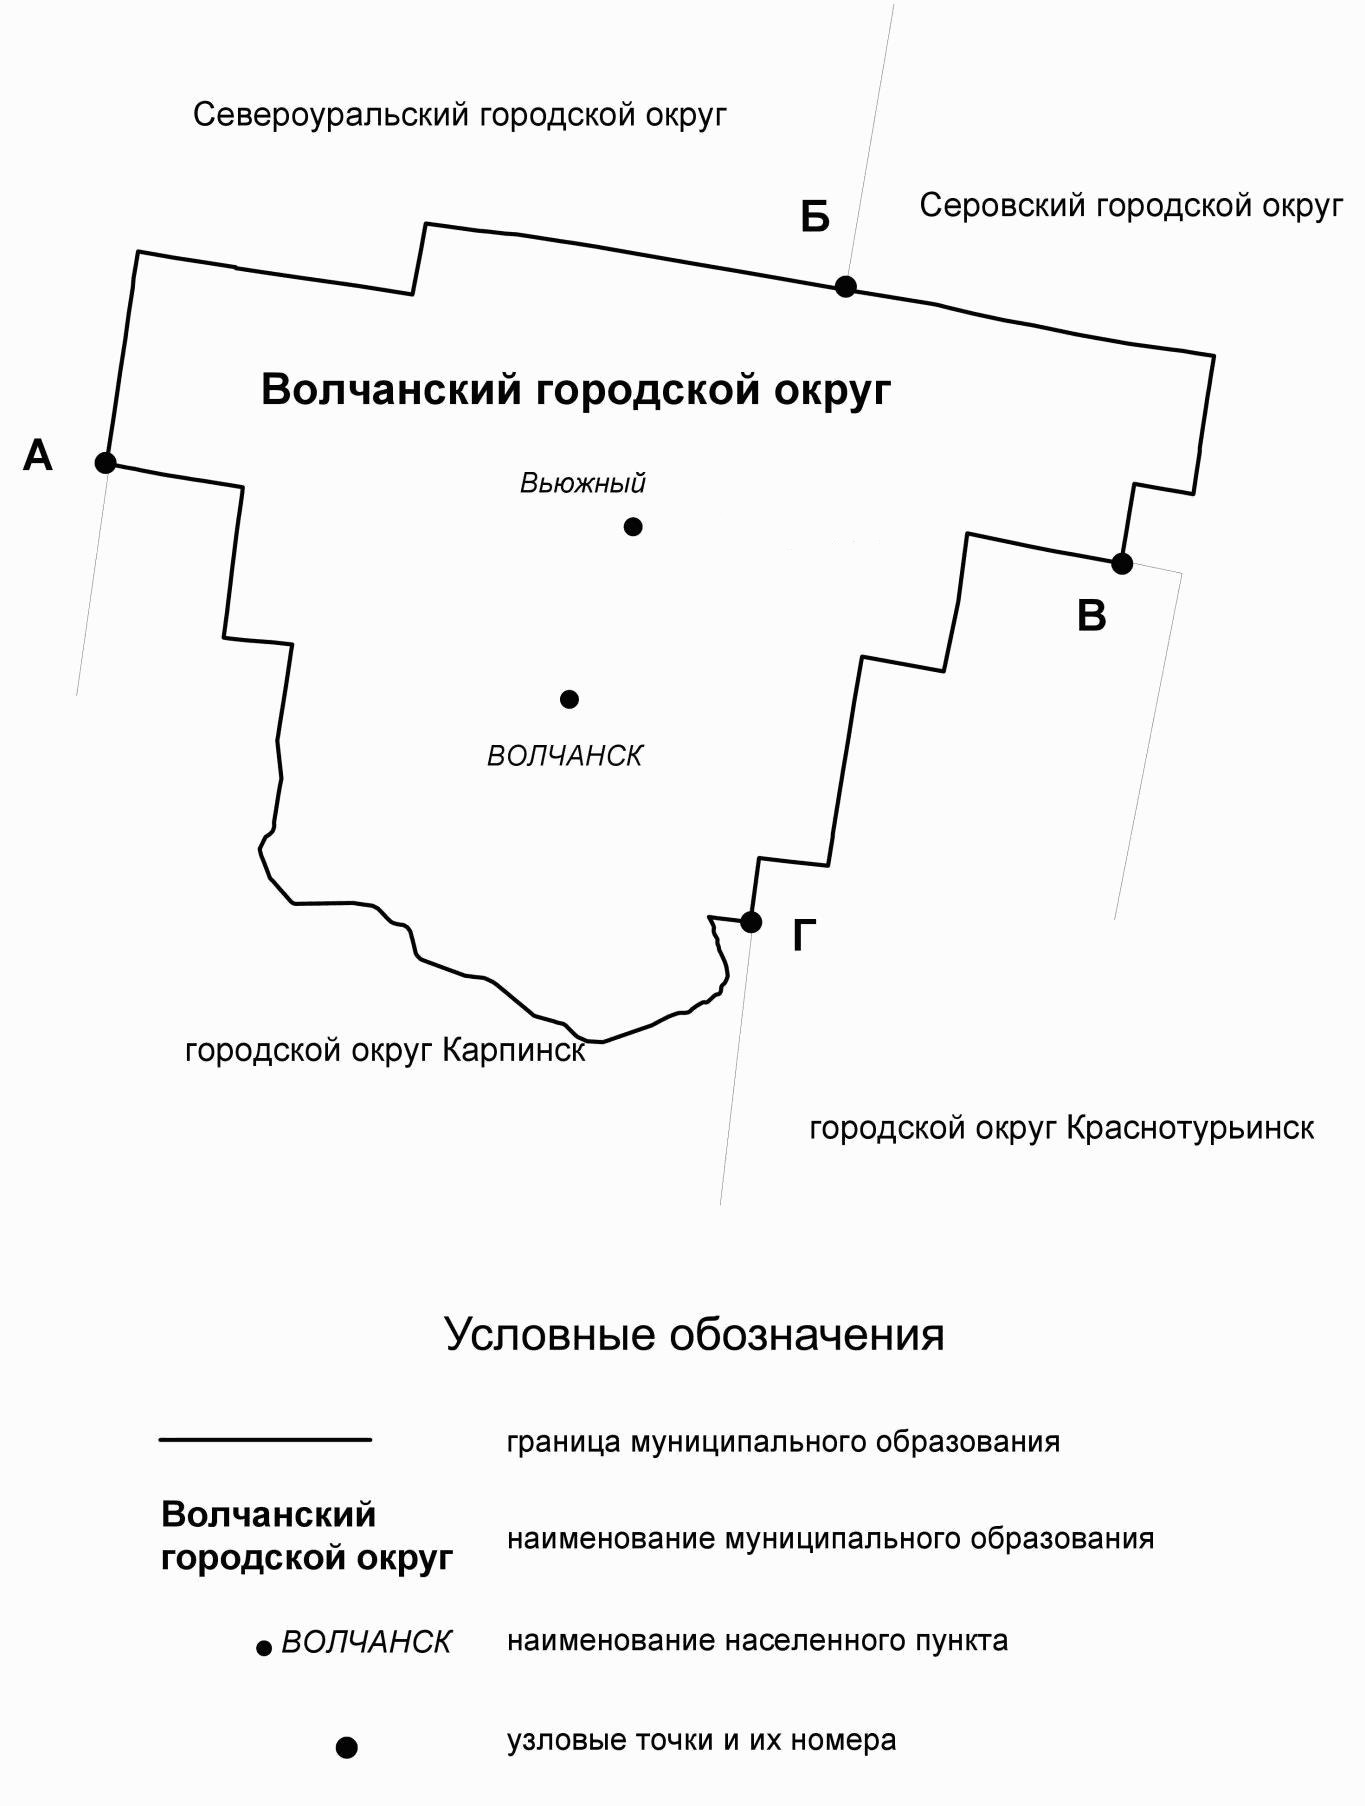 Североуральский городской округ
Серовский городской округ
Б
Волчанский городской округ
А
Вьюжный
В
ВОЛЧАНСК
Г
городской округ Карпинск
городской округ Краснотурьинск
Условные обозначения
граница муниципального образования
Волчанский
городской округ
наименование муниципального образования
ВОЛЧАНСК
наименование населенного пункта
узловые точки и их номера